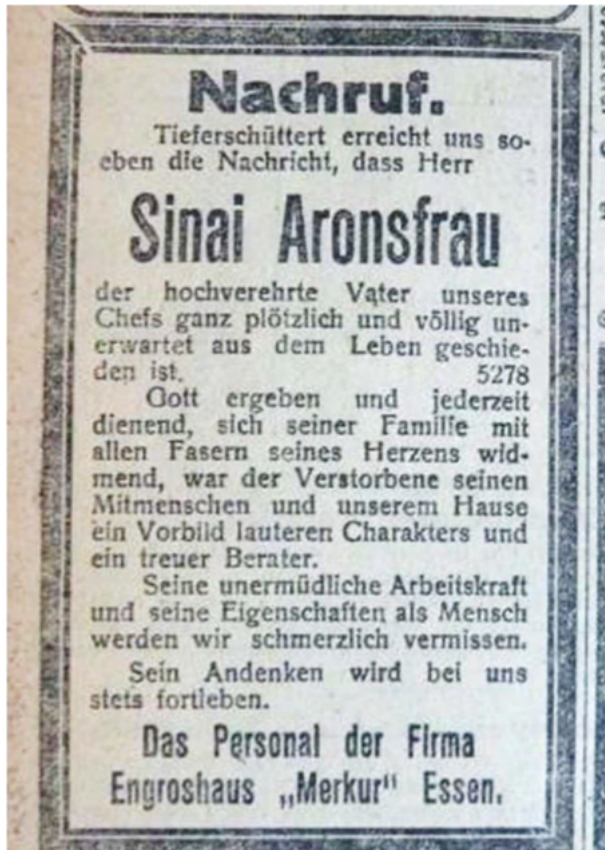 Nachruf.
Tieferschüttert erreicht uns so-
eben die Nachricht, dass Herr
Sinai Aronsfrau
der hochverehrte Vater unseres
Chefs ganz plötzlich und völlig un-
erwartet aus dem Leben geschie-
den ist. 5278
Gott ergeben und jederzeit
dienend, sich seiner Familie mit
allen Fasern seines Herzens wid-
mend, war der Verstorbene seinen
Mitmenschen und unserem Hause
ein Vorbild lauteren Charakters und
ein treuer Berater.
Seine unermüdliche Arbeitskraft
und seine Eigenschaften als Mensch
werden wir schmerzlich vermissen.
Sein Andenken wird bei uns
stets fortleben.
Das Personal der Firma
Engroshaus „Merkur“ Essen.